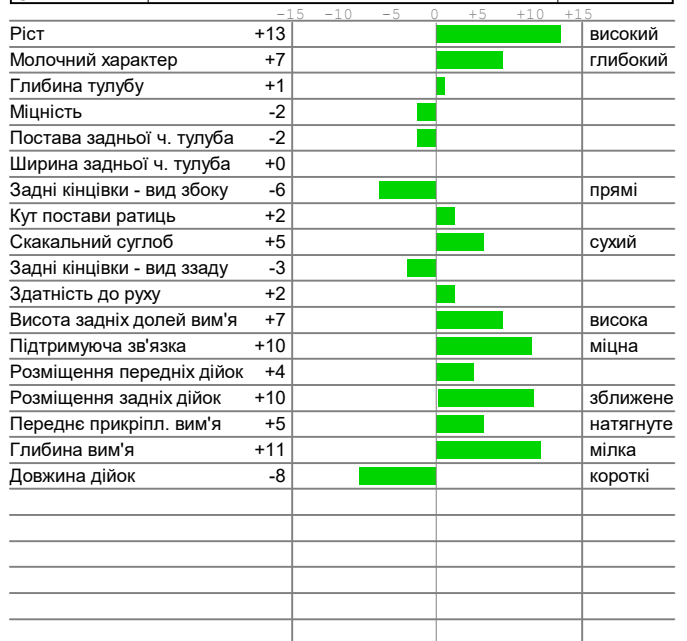 -15 -10 -5 0 +5 +10 +15
Ріст +13 високий
Молочний характер +7 глибокий
Глибина тулубу +1
Міцність -2
Постава задньої ч. тулуба -2
Ширина задньої ч. тулуба +0
Задні кінцівки - вид збоку -6 прямі
Кут постави ратиць +2
Скакальний суглоб +5 сухий
Задні кінцівки - вид ззаду -3
Здатність до руху +2
Висота задніх долей вим'я +7 висока
Підтримуюча зв'язка +10 міцна
Розміщення передніх дійок +4
Розміщення задніх дійок +10 зближене
Переднє прикріпл. вим'я +5 натягнуте
Глибина вим'я +11 мілка
Довжина дійок -8 короткі